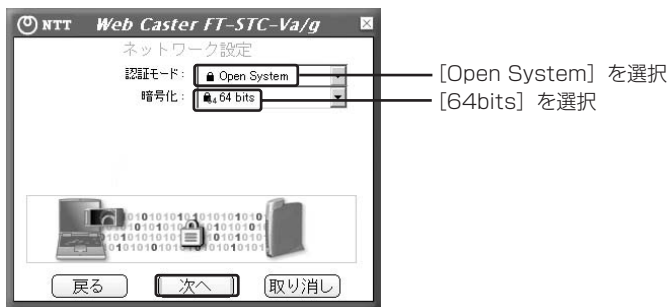 NTT Web Caster FT-STC-Va/g
ネットワーク設定
認証モード: Open System
[Open System] を選択
暗号化: 64 bits
[64bits] を選択
戻る 次へ 取り消し